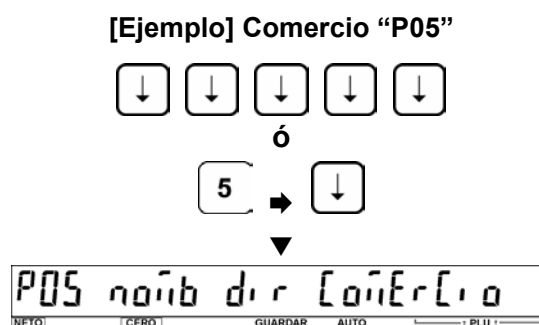 [Ejemplo] Comercio “P05”
↓ ↓ ↓ ↓ ↓
ó
5 ➡ ↓
▼
P05 nomb dir ComErCio
NETO CERO GUARDAR AUTO ↑ PLU ↑